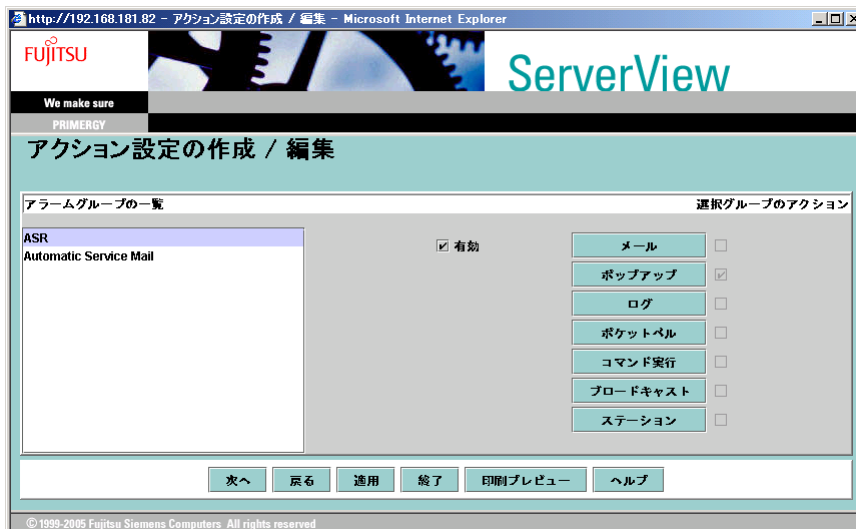 http://192.168.181.82 - アクション設定の作成 / 編集 - Microsoft Internet Explorer
FUJITSU
ServerView
We make sure
PRIMERGY
アクション設定の作成 / 編集
アラームグループの一覧
選択グループのアクション
ASR
Automatic Service Mail
有効
メール
ポップアップ
ログ
ポケットベル
コマンド実行
ブロードキャスト
ステーション
次へ
戻る
適用
終了
印刷プレビュー
ヘルプ
© 1999-2005 Fujitsu Siemens Computers All rights reserved